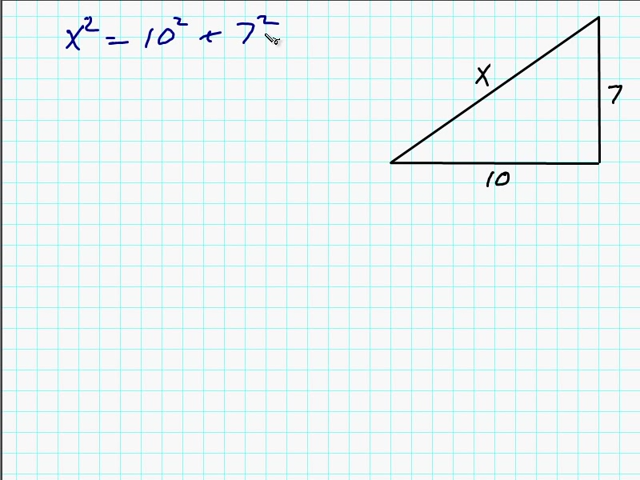 x² = 10² + 7²
x
7
10